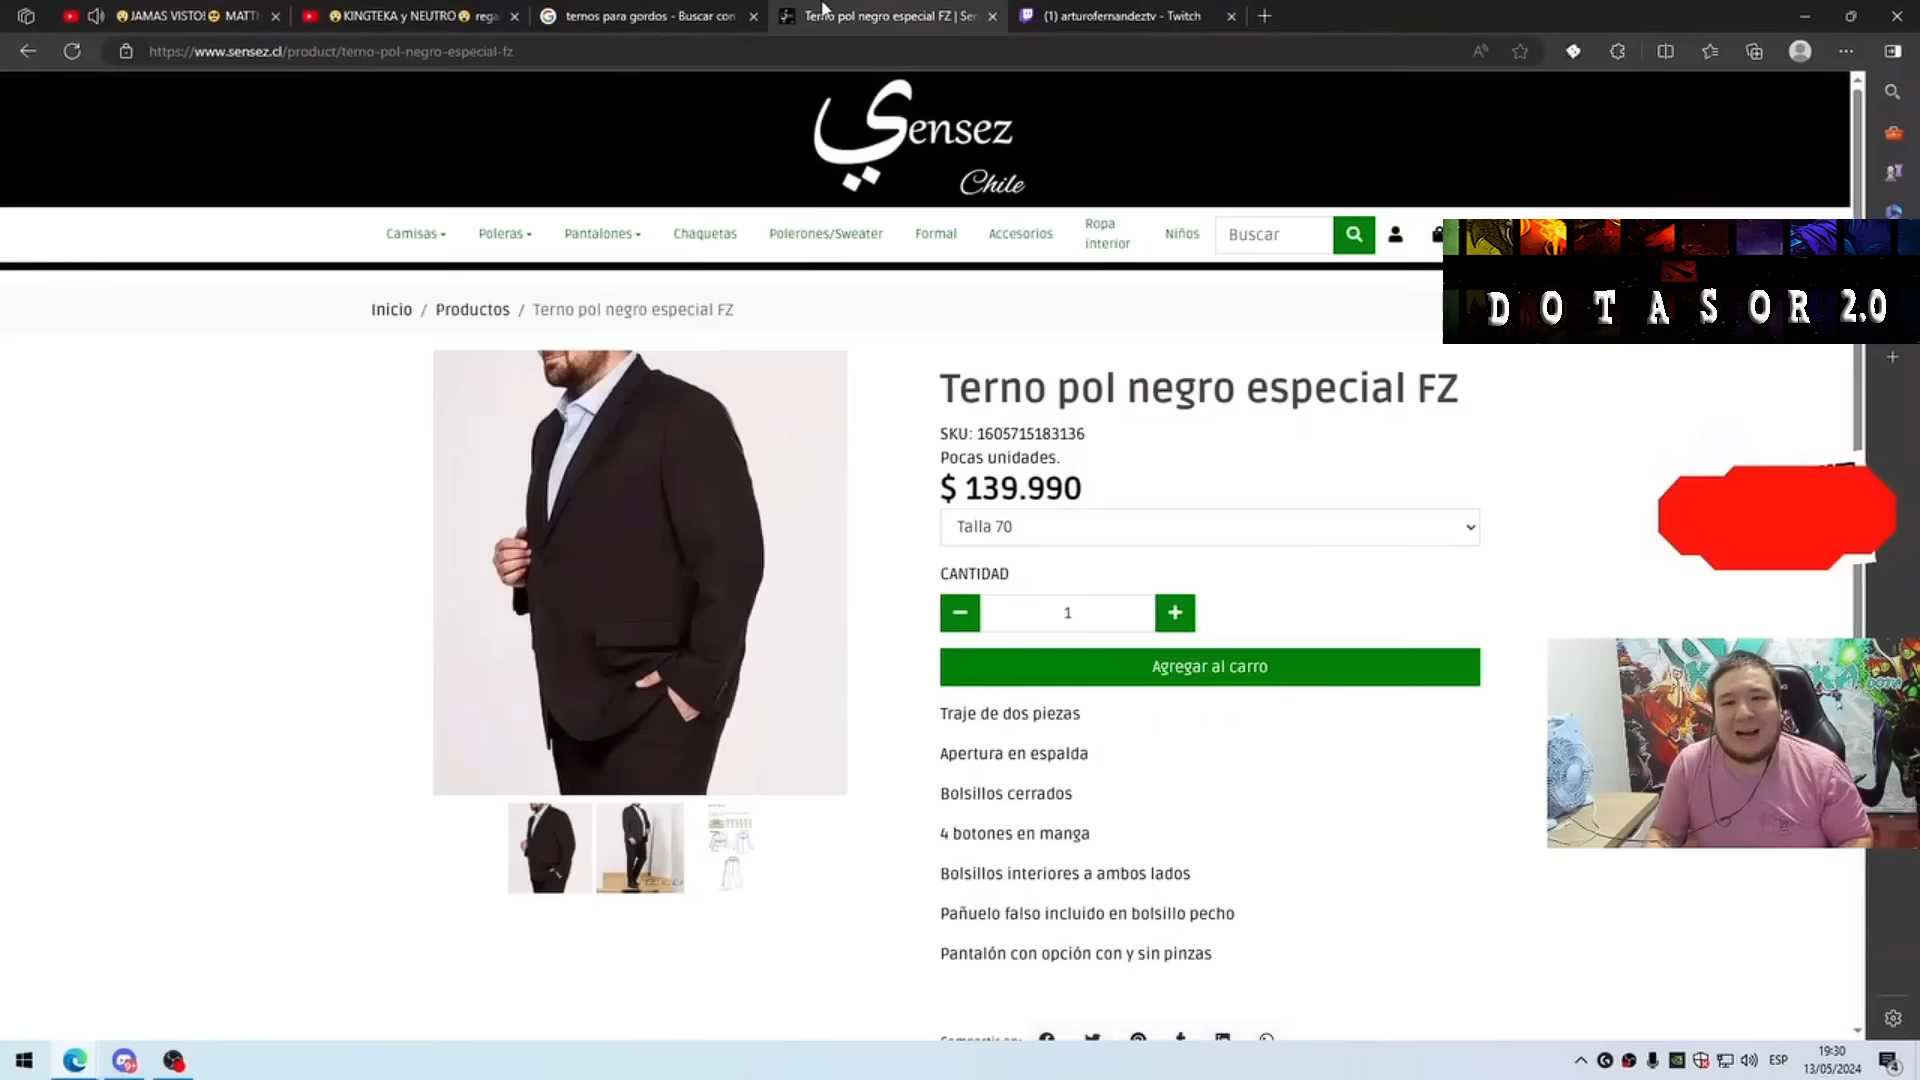 😮JAMAS VISTO!😳 MATT
😮KINGTEKA y NEUTRO😮 rega
ternos para gordos - Buscar con
Terno pol negro especial FZ | Sen
(1) arturofernandeztv - Twitch
https://www.sensez.cl/product/terno-pol-negro-especial-fz
Sensez
Chile
Camisas
Poleras
Pantalones
Chaquetas
Polerones/Sweater
Formal
Accesorios
Ropa
interior
Niños
Buscar
D O T A S O R 2.0
Inicio / Productos / Terno pol negro especial FZ
Terno pol negro especial FZ
SKU: 1605715183136
Pocas unidades.
$ 139.990
Talla 70
CANTIDAD
1
Agregar al carro
Traje de dos piezas
Apertura en espalda
Bolsillos cerrados
4 botones en manga
Bolsillos interiores a ambos lados
Pañuelo falso incluido en bolsillo pecho
Pantalón con opción con y sin pinzas
ESP
19:30
13/05/2024
4